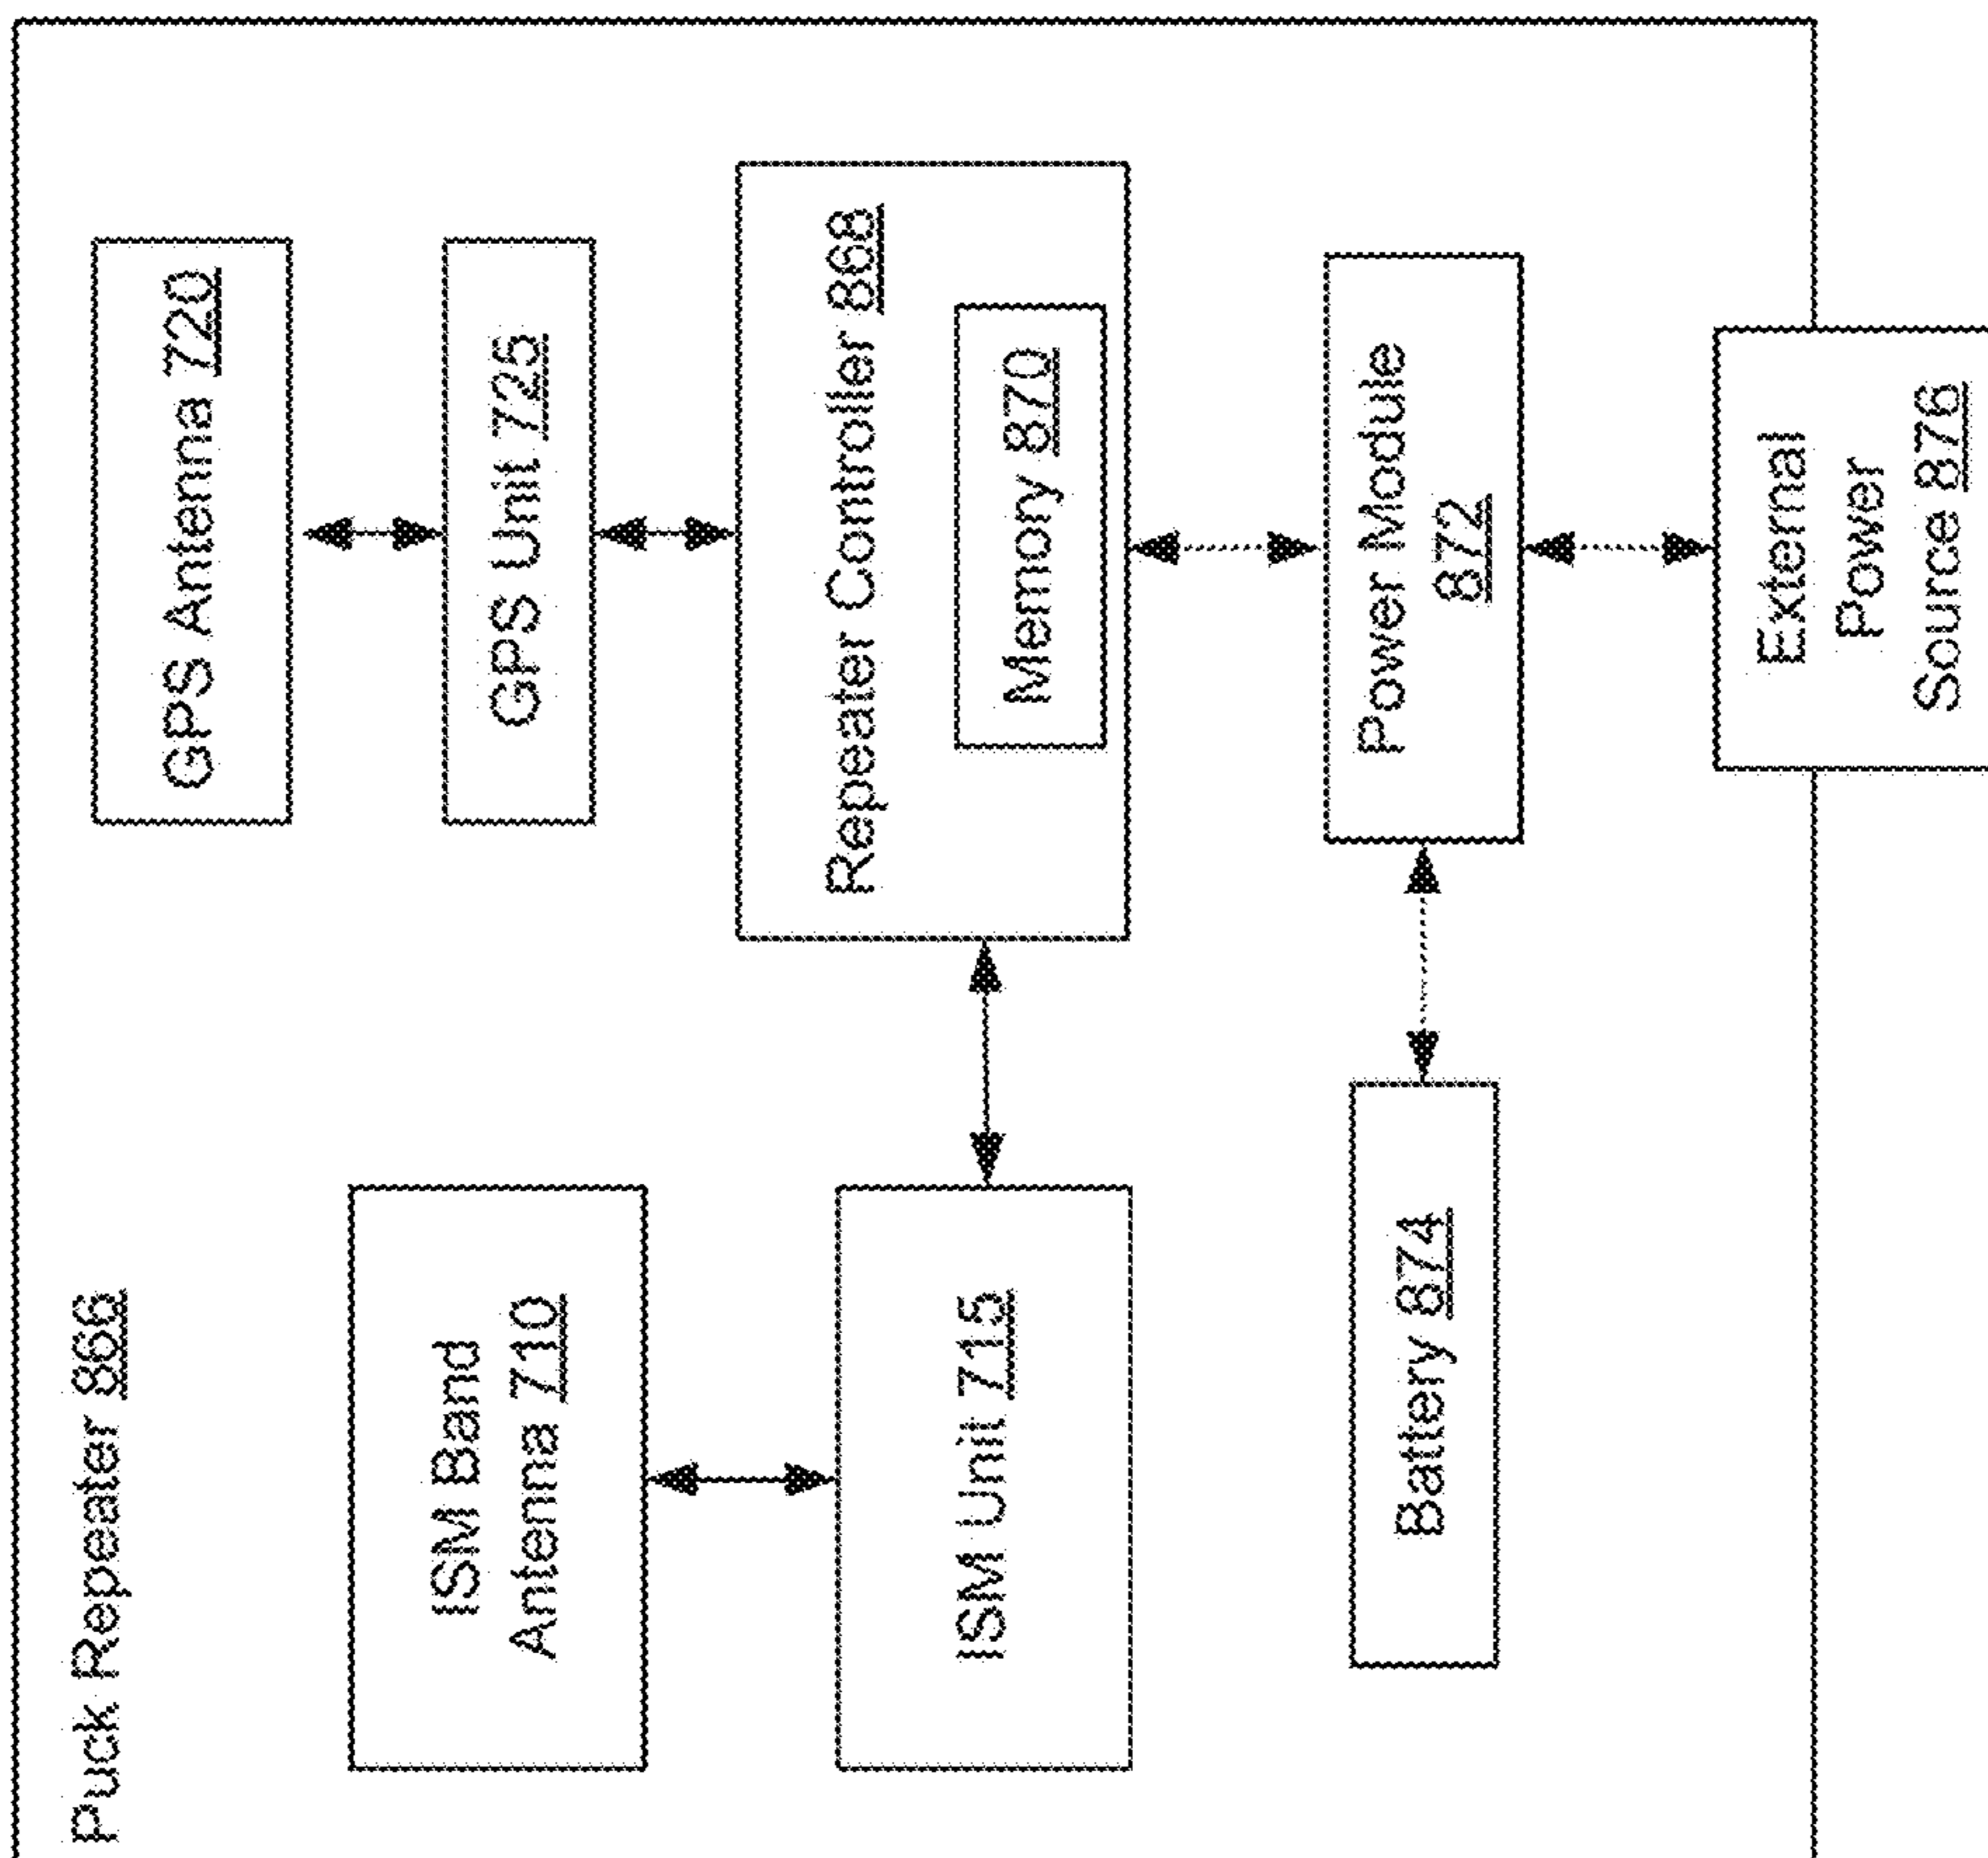 Puck Repeater 866
GPS Antenna 720
ISM Band
Antenna 710
GPS Unit 725
Repeater Controller 868
Memory 870
ISM Unit 715
Power Module
872
Battery 874
External
Power
Source 876